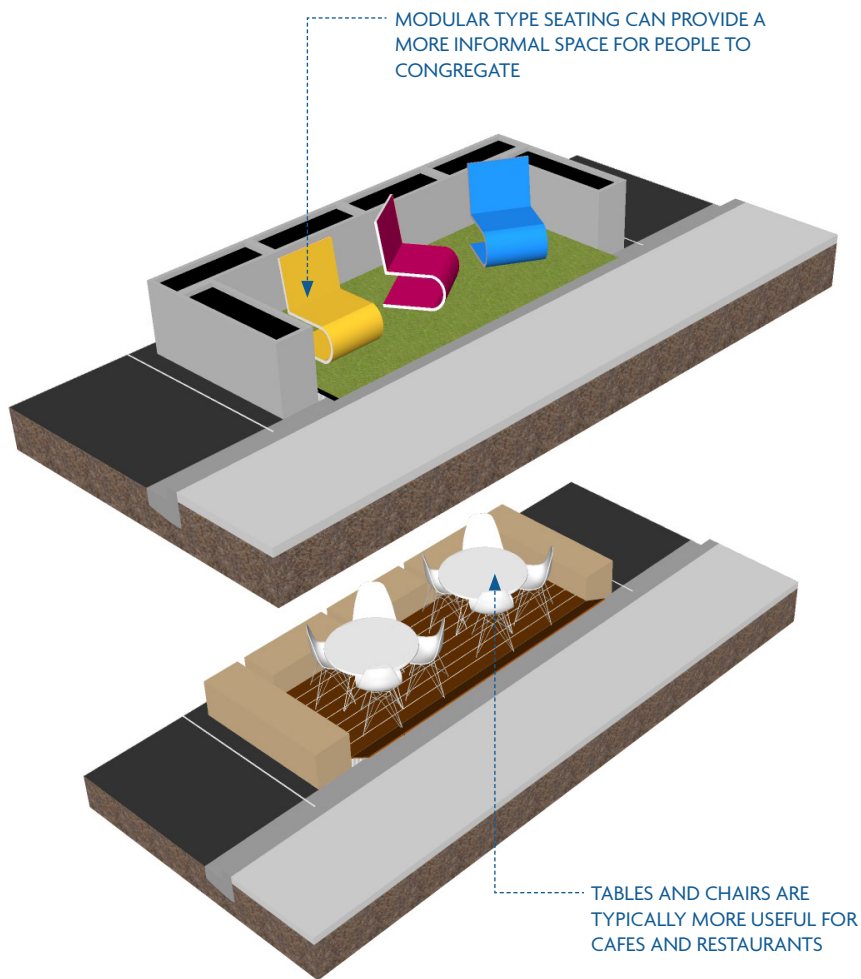 MODULAR TYPE SEATING CAN PROVIDE A
MORE INFORMAL SPACE FOR PEOPLE TO
CONGREGATE
TABLES AND CHAIRS ARE
TYPICALLY MORE USEFUL FOR
CAFES AND RESTAURANTS